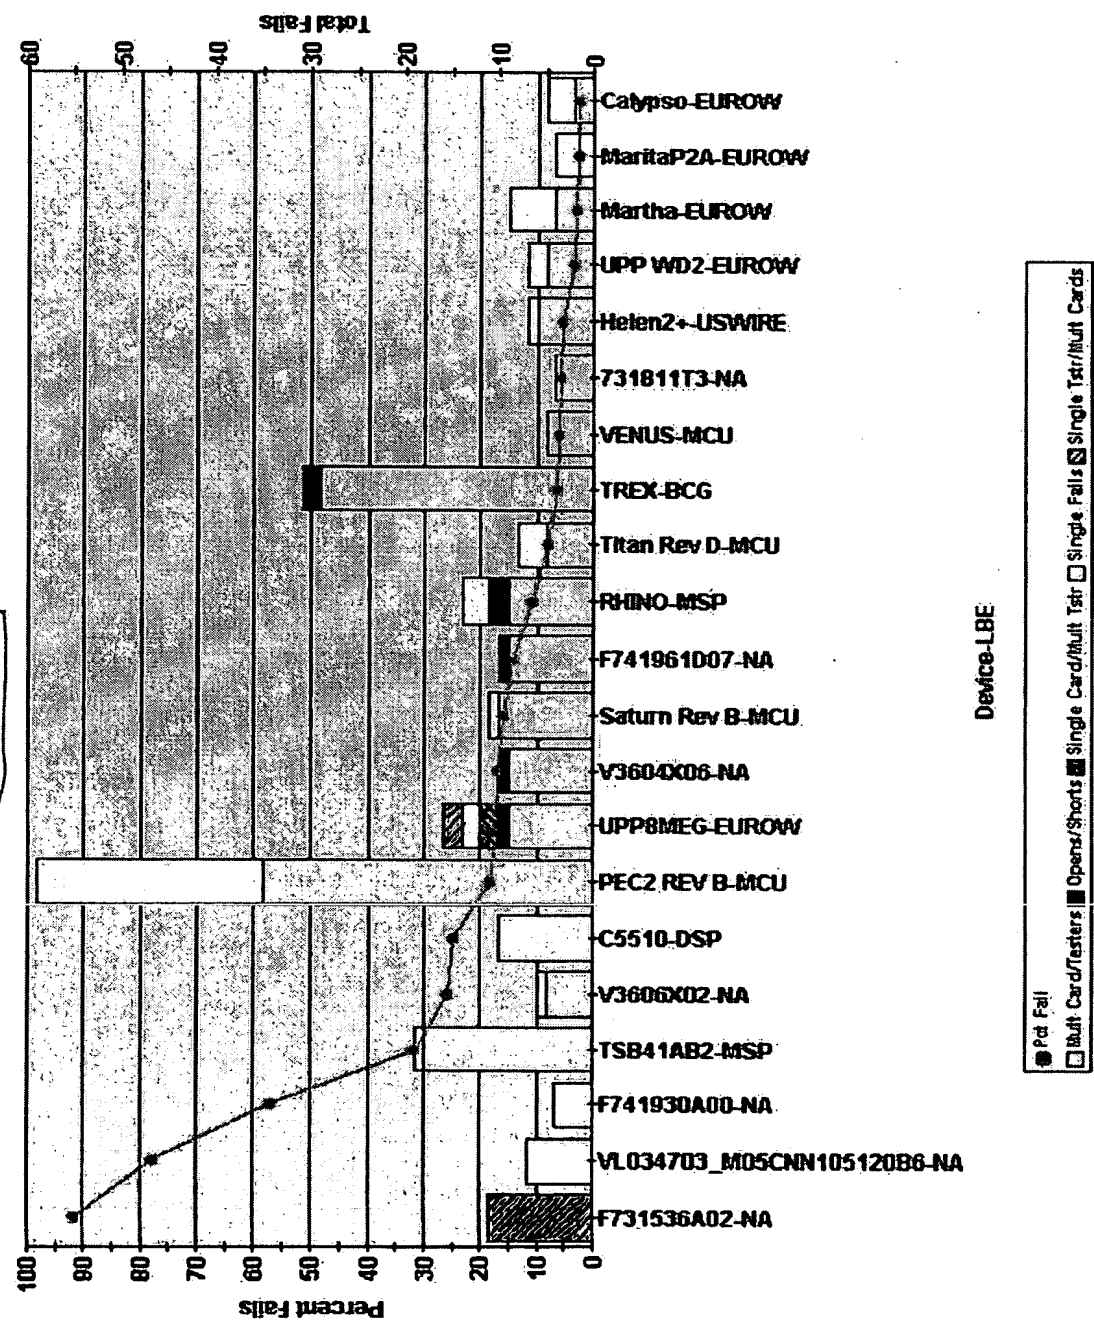 Total Fails
60
50
40
30
20
10
0
Calypso-EUROW
MaritaP2A-EUROW
Martha-EUROW
UPP WD2-EUROW
Helen2+-USWIRE
731811T3-NA
VENUS-MCU
TREX-BCG
Titan Rev D-MCU
RHINO-MSP
F741961D07-NA
Saturn Rev B-MCU
V3604X06-NA
UPP8MEG-EUROW
PEC2 REV B-MCU
C5510-DSP
V3606X02-NA
TSB41AB2-MSP
F741930A00-NA
VL034703_M05CNN105120B6-NA
F731536A02-NA
100
90
80
70
60
50
40
30
20
10
0
Percent Fails
Device-LBE
Pct Fail
Mult Card/Testers Opens/Shorts Single Card/Mult Tstr Single Fails Single Tstr/Mult Cards